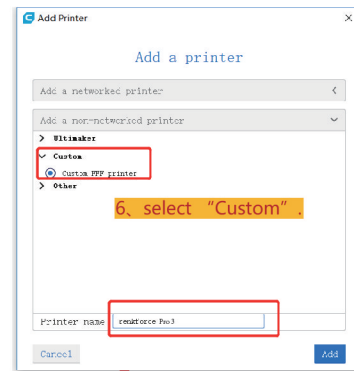 Add Printer
Add a printer
Add a networked printer
Add a non-networked printer
Ultimaker
Custom
Custom FFF printer
Other
6、select “Custom”.
Printer name renkforce Pro3
Cancel Add